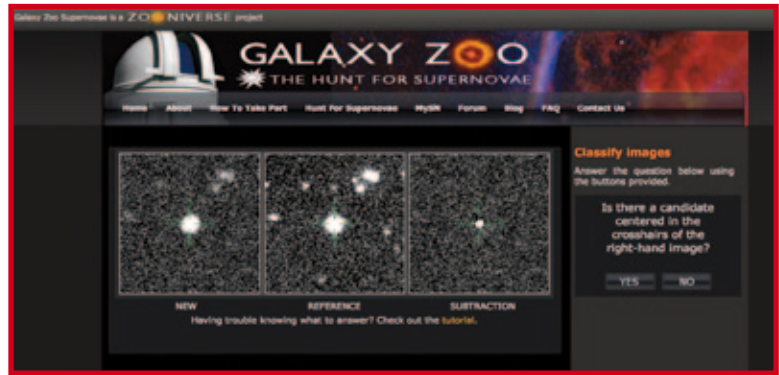 Galaxy Zoo Supernovae is a ZOONIVERSE project
GALAXY ZOO
THE HUNT FOR SUPERNOVAE
Home About How To Take Part Hunt For Supernovae MySN Forum Blog FAQ Contact Us
Classify images
Answer the question below using
the buttons provided.
Is there a candidate
centered in the
crosshairs of the
right-hand image?
YES NO
NEW REFERENCE SUBTRACTION
Having trouble knowing what to answer? Check out the tutorial.